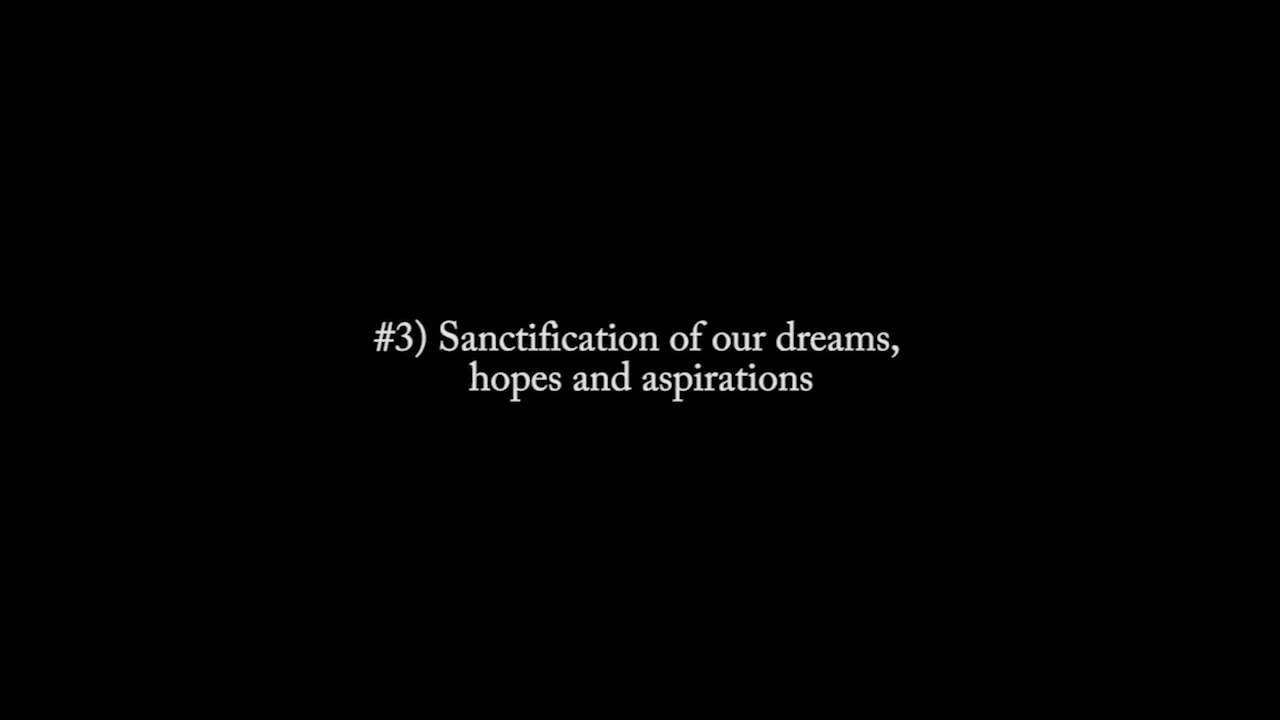 #3) Sanctification of our dreams,
hopes and aspirations